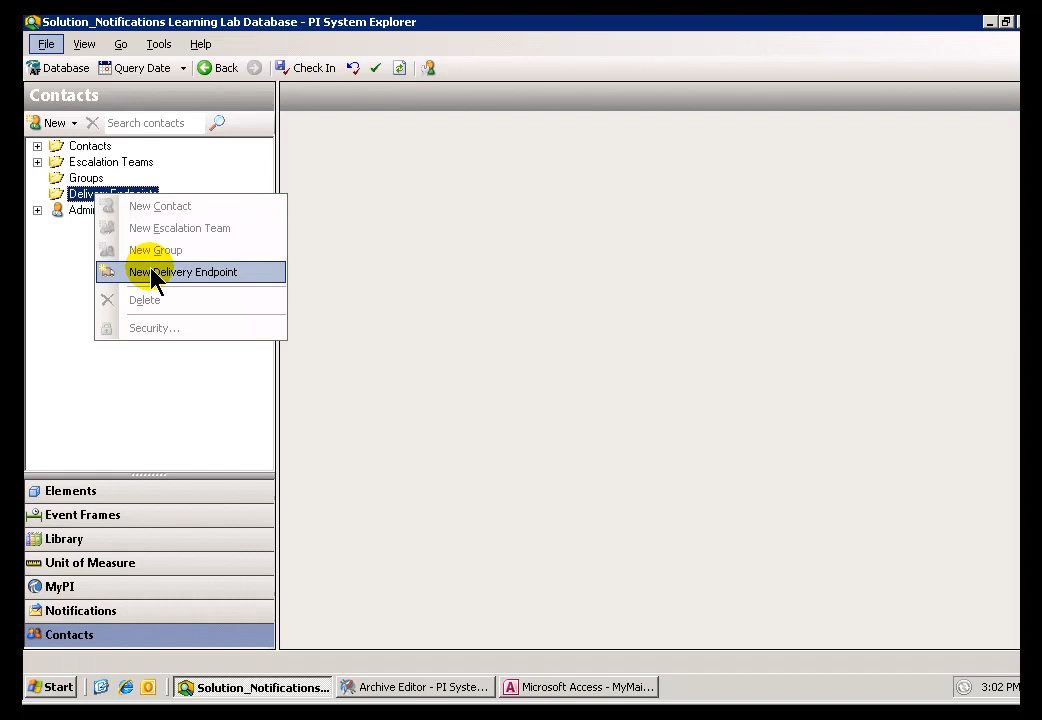 Solution_Notifications Learning Lab Database - PI System Explorer
File View Go Tools Help
Database Query Date Back Check In
Contacts
New Search contacts
Contacts
Escalation Teams
Groups
Delivery Endpoints
New Contact
New Escalation Team
New Group
New Delivery Endpoint
Delete
Security...
Elements
Event Frames
Library
Unit of Measure
MyPI
Notifications
Contacts
Start Solution_Notifications... Archive Editor - PI Syste... Microsoft Access - MyMai... 3:02 PM